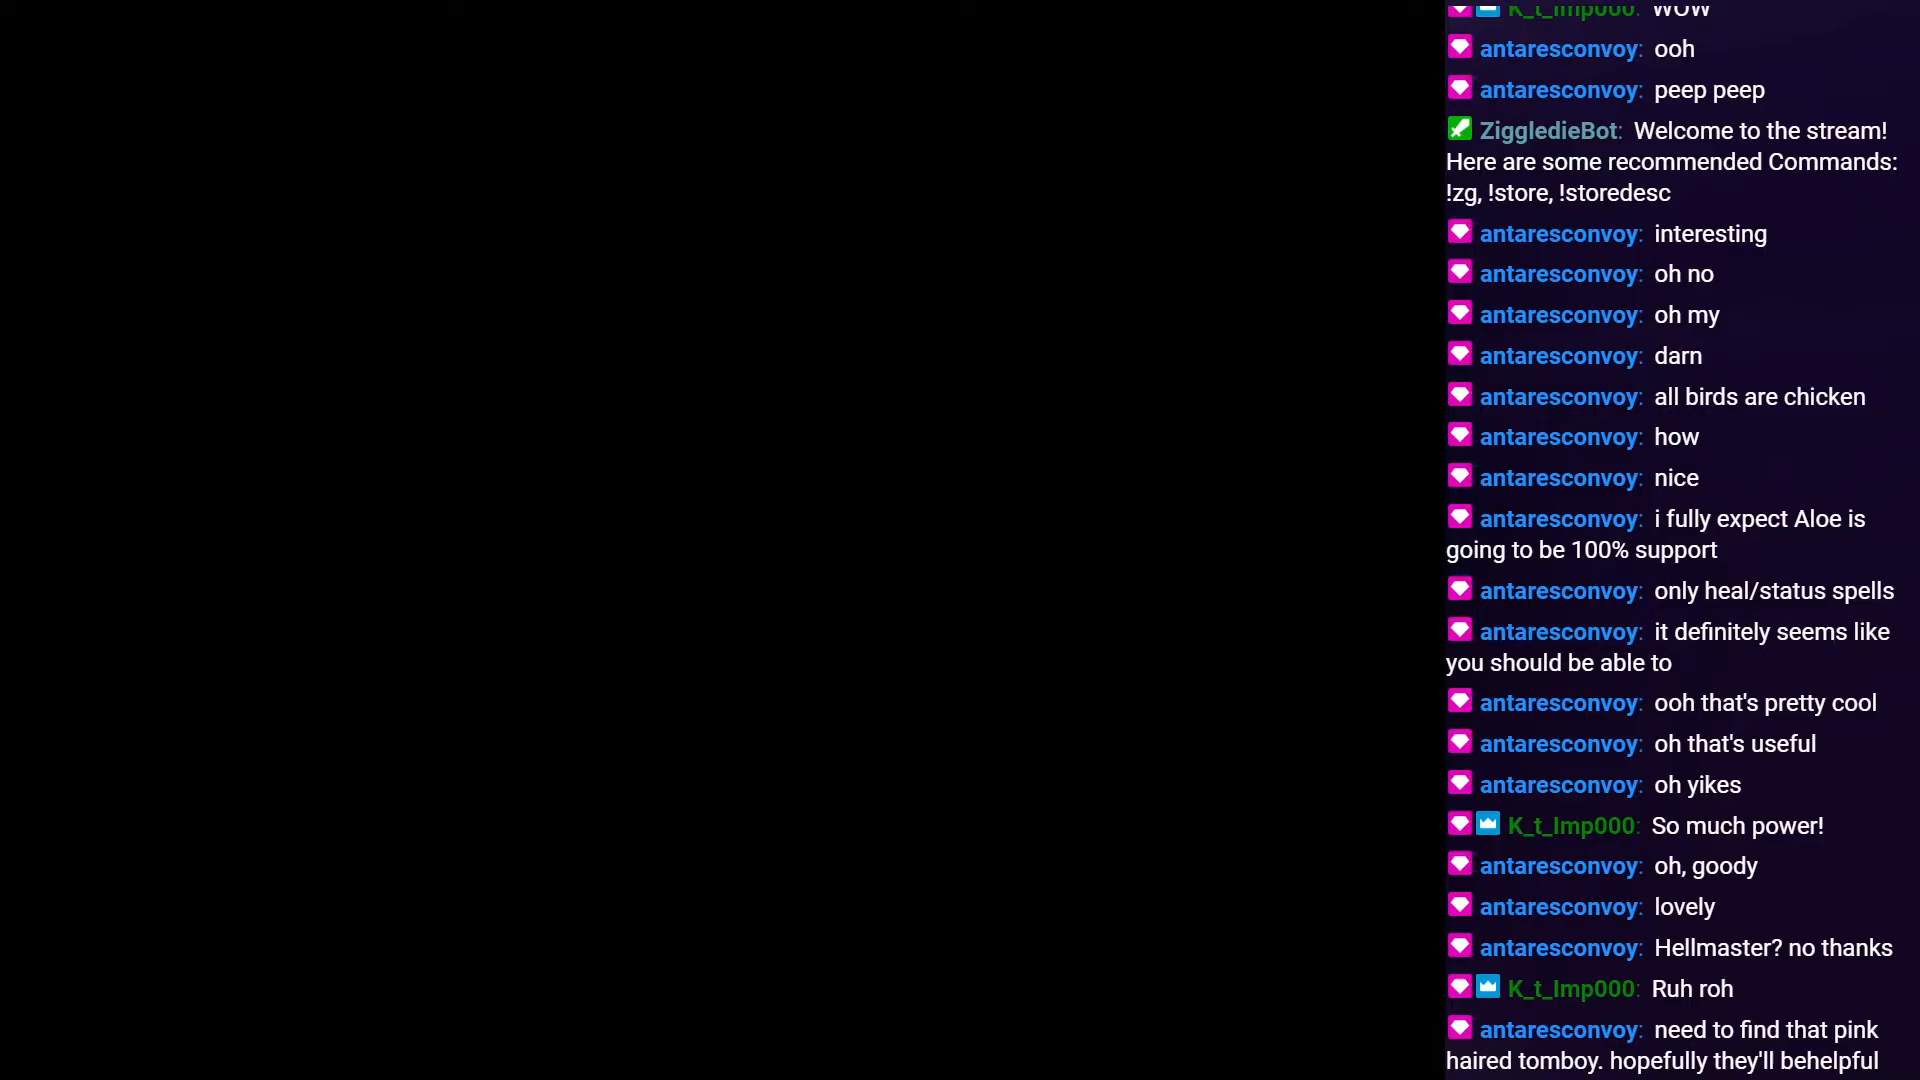 K_t_Imp000: WOW
antaresconvoy: ooh
antaresconvoy: peep peep
ZiggledieBot: Welcome to the stream!
Here are some recommended Commands:
!zg, !store, !storedesc
antaresconvoy: interesting
antaresconvoy: oh no
antaresconvoy: oh my
antaresconvoy: darn
antaresconvoy: all birds are chicken
antaresconvoy: how
antaresconvoy: nice
antaresconvoy: i fully expect Aloe is
going to be 100% support
antaresconvoy: only heal/status spells
antaresconvoy: it definitely seems like
you should be able to
antaresconvoy: ooh that's pretty cool
antaresconvoy: oh that's useful
antaresconvoy: oh yikes
K_t_Imp000: So much power!
antaresconvoy: oh, goody
antaresconvoy: lovely
antaresconvoy: Hellmaster? no thanks
K_t_Imp000: Ruh roh
antaresconvoy: need to find that pink
haired tomboy. hopefully they'll behelpful